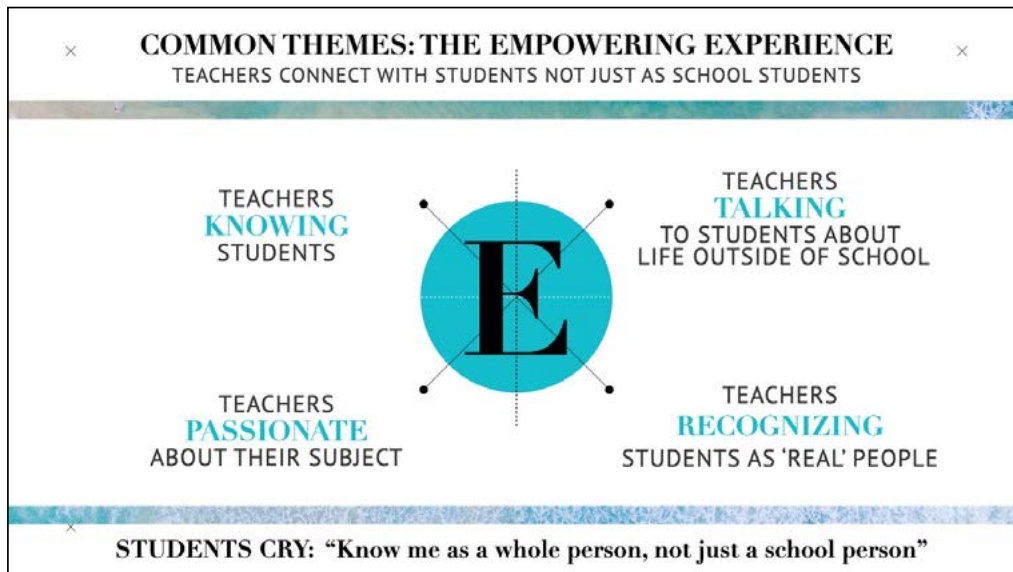 COMMON THEMES: THE EMPOWERING EXPERIENCE
TEACHERS CONNECT WITH STUDENTS NOT JUST AS SCHOOL STUDENTS
TEACHERS
KNOWING
STUDENTS
TEACHERS
TALKING
TO STUDENTS ABOUT
LIFE OUTSIDE OF SCHOOL
E
TEACHERS
PASSIONATE
ABOUT THEIR SUBJECT
TEACHERS
RECOGNIZING
STUDENTS AS ‘REAL’ PEOPLE
STUDENTS CRY: “Know me as a whole person, not just a school person”